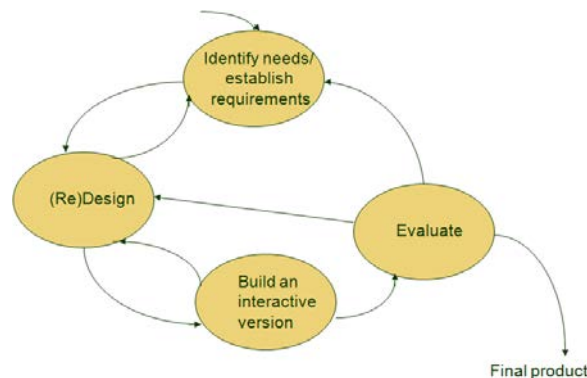 Identify needs/
establish
requirements
(Re)Design
Evaluate
Build an
interactive
version
Final product